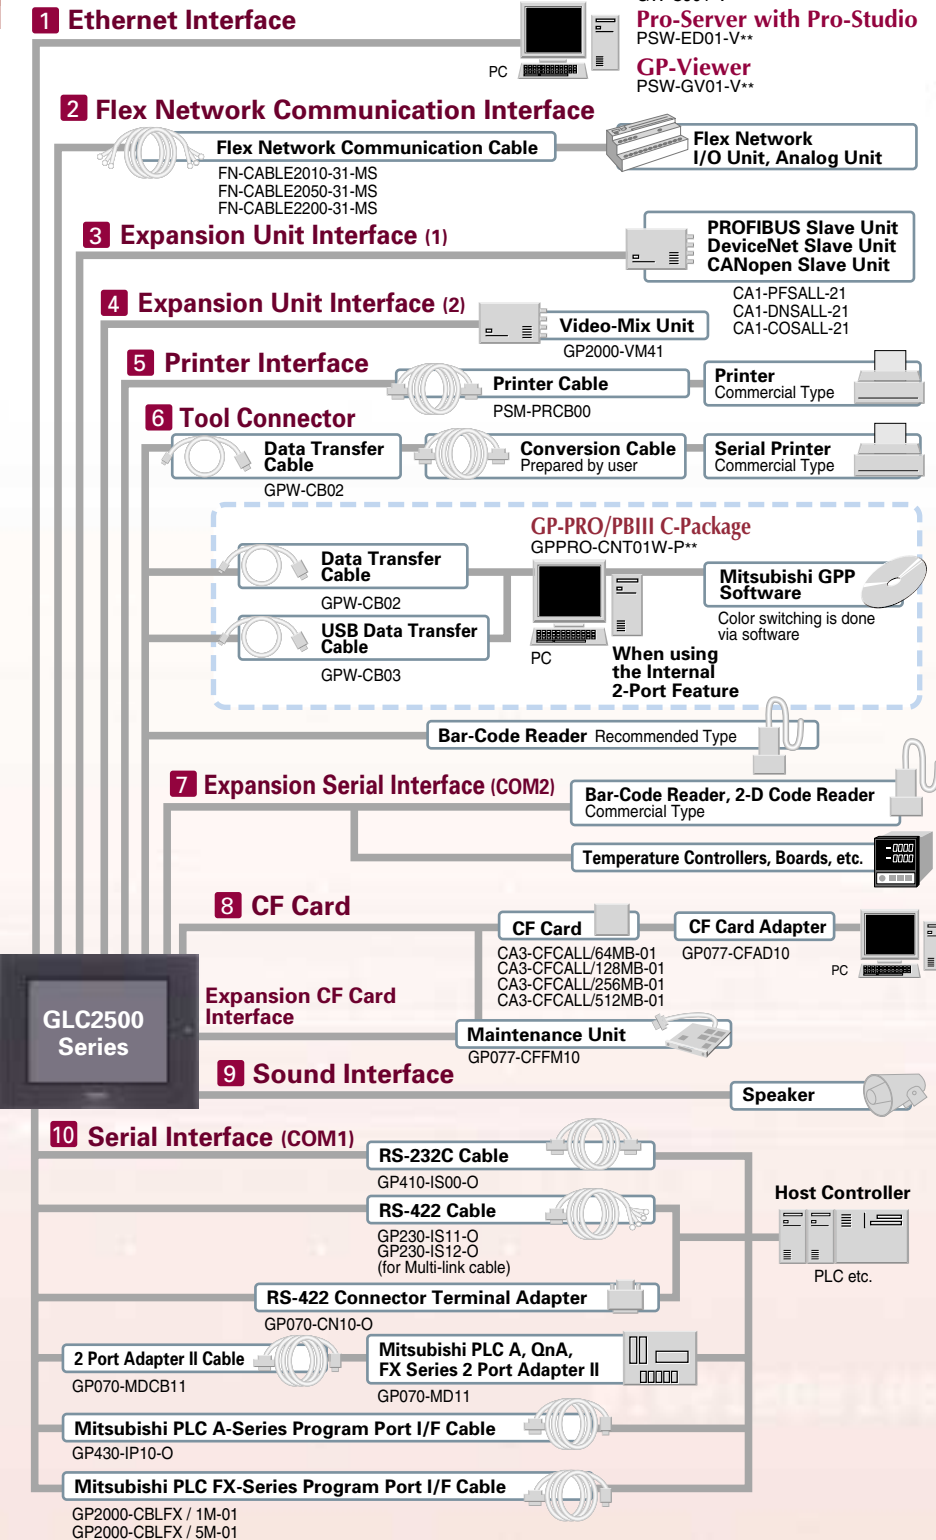 1 Ethernet Interface
Pro-Server with Pro-Studio
PSW-ED01-V**
PC
GP-Viewer
PSW-GV01-V**
2 Flex Network Communication Interface
Flex Network Communication Cable
FN-CABLE2010-31-MS
FN-CABLE2050-31-MS
FN-CABLE2200-31-MS
Flex Network
I/O Unit, Analog Unit
3 Expansion Unit Interface (1)
PROFIBUS Slave Unit
DeviceNet Slave Unit
CANopen Slave Unit
CA1-PFSALL-21
CA1-DNSALL-21
CA1-COSALL-21
4 Expansion Unit Interface (2)
Video-Mix Unit
GP2000-VM41
5 Printer Interface
Printer Cable
PSM-PRCB00
Printer
Commercial Type
6 Tool Connector
Data Transfer
Cable
GPW-CB02
Conversion Cable
Prepared by user
Serial Printer
Commercial Type
GP-PRO/PBIII C-Package
GPPRO-CNT01W-P**
Data Transfer
Cable
GPW-CB02
USB Data Transfer
Cable
GPW-CB03
PC
Mitsubishi GPP
Software
Color switching is done
via software
When using
the Internal
2-Port Feature
Bar-Code Reader Recommended Type
7 Expansion Serial Interface (COM2)
Bar-Code Reader, 2-D Code Reader
Commercial Type
Temperature Controllers, Boards, etc.
8 CF Card
CF Card
CA3-CFCALL/64MB-01
CA3-CFCALL/128MB-01
CA3-CFCALL/256MB-01
CA3-CFCALL/512MB-01
CF Card Adapter
GP077-CFAD10
PC
Expansion CF Card
Interface
Maintenance Unit
GP077-CFFM10
GLC2500
Series
9 Sound Interface
Speaker
10 Serial Interface (COM1)
RS-232C Cable
GP410-IS00-O
RS-422 Cable
GP230-IS11-O
GP230-IS12-O
(for Multi-link cable)
Host Controller
PLC etc.
RS-422 Connector Terminal Adapter
GP070-CN10-O
2 Port Adapter II Cable
GP070-MDCB11
Mitsubishi PLC A, QnA,
FX Series 2 Port Adapter II
GP070-MD11
Mitsubishi PLC A-Series Program Port I/F Cable
GP430-IP10-O
Mitsubishi PLC FX-Series Program Port I/F Cable
GP2000-CBLFX / 1M-01
GP2000-CBLFX / 5M-01